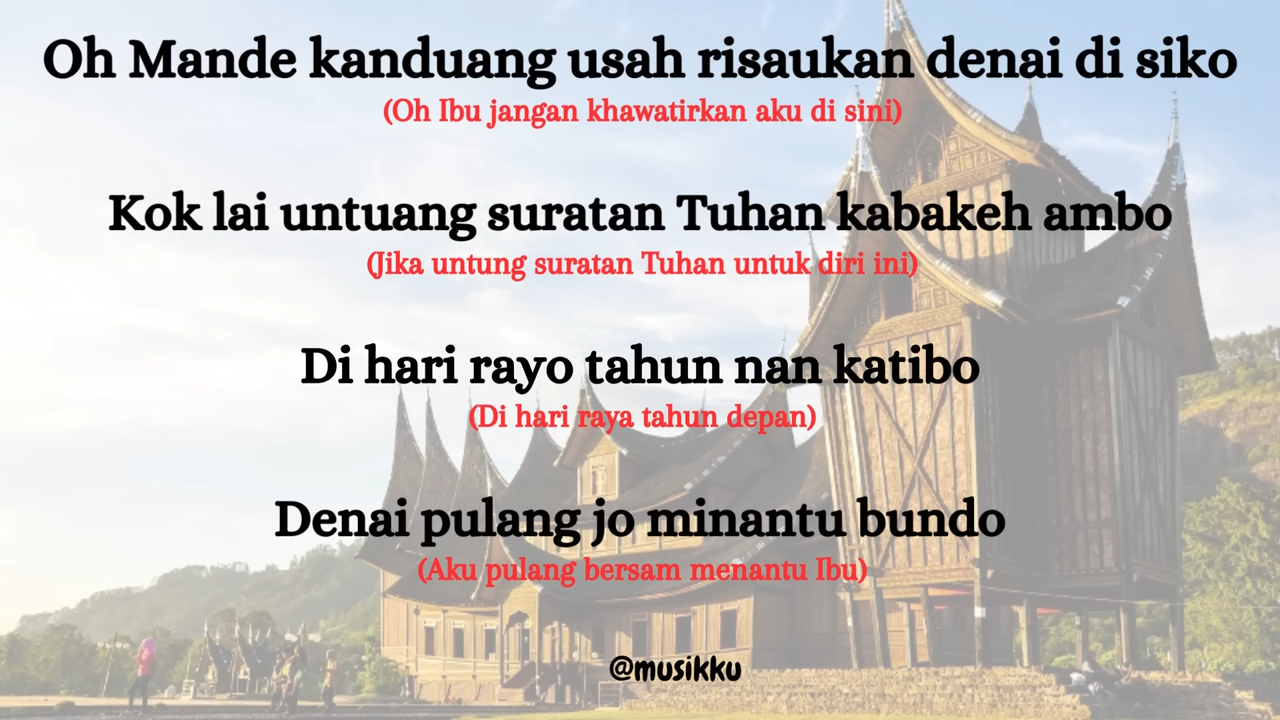 Oh Mande kanduang usah risaukan denai di siko
(Oh Ibu jangan khawatirkan aku di sini)
Kok lai untuang suratan Tuhan kabakeh ambo
(Jika untung suratan Tuhan untuk diri ini)
Di hari rayo tahun nan katibo
(Di hari raya tahun depan)
Denai pulang jo minantu bundo
(Aku pulang bersam menantu Ibu)
@musikku